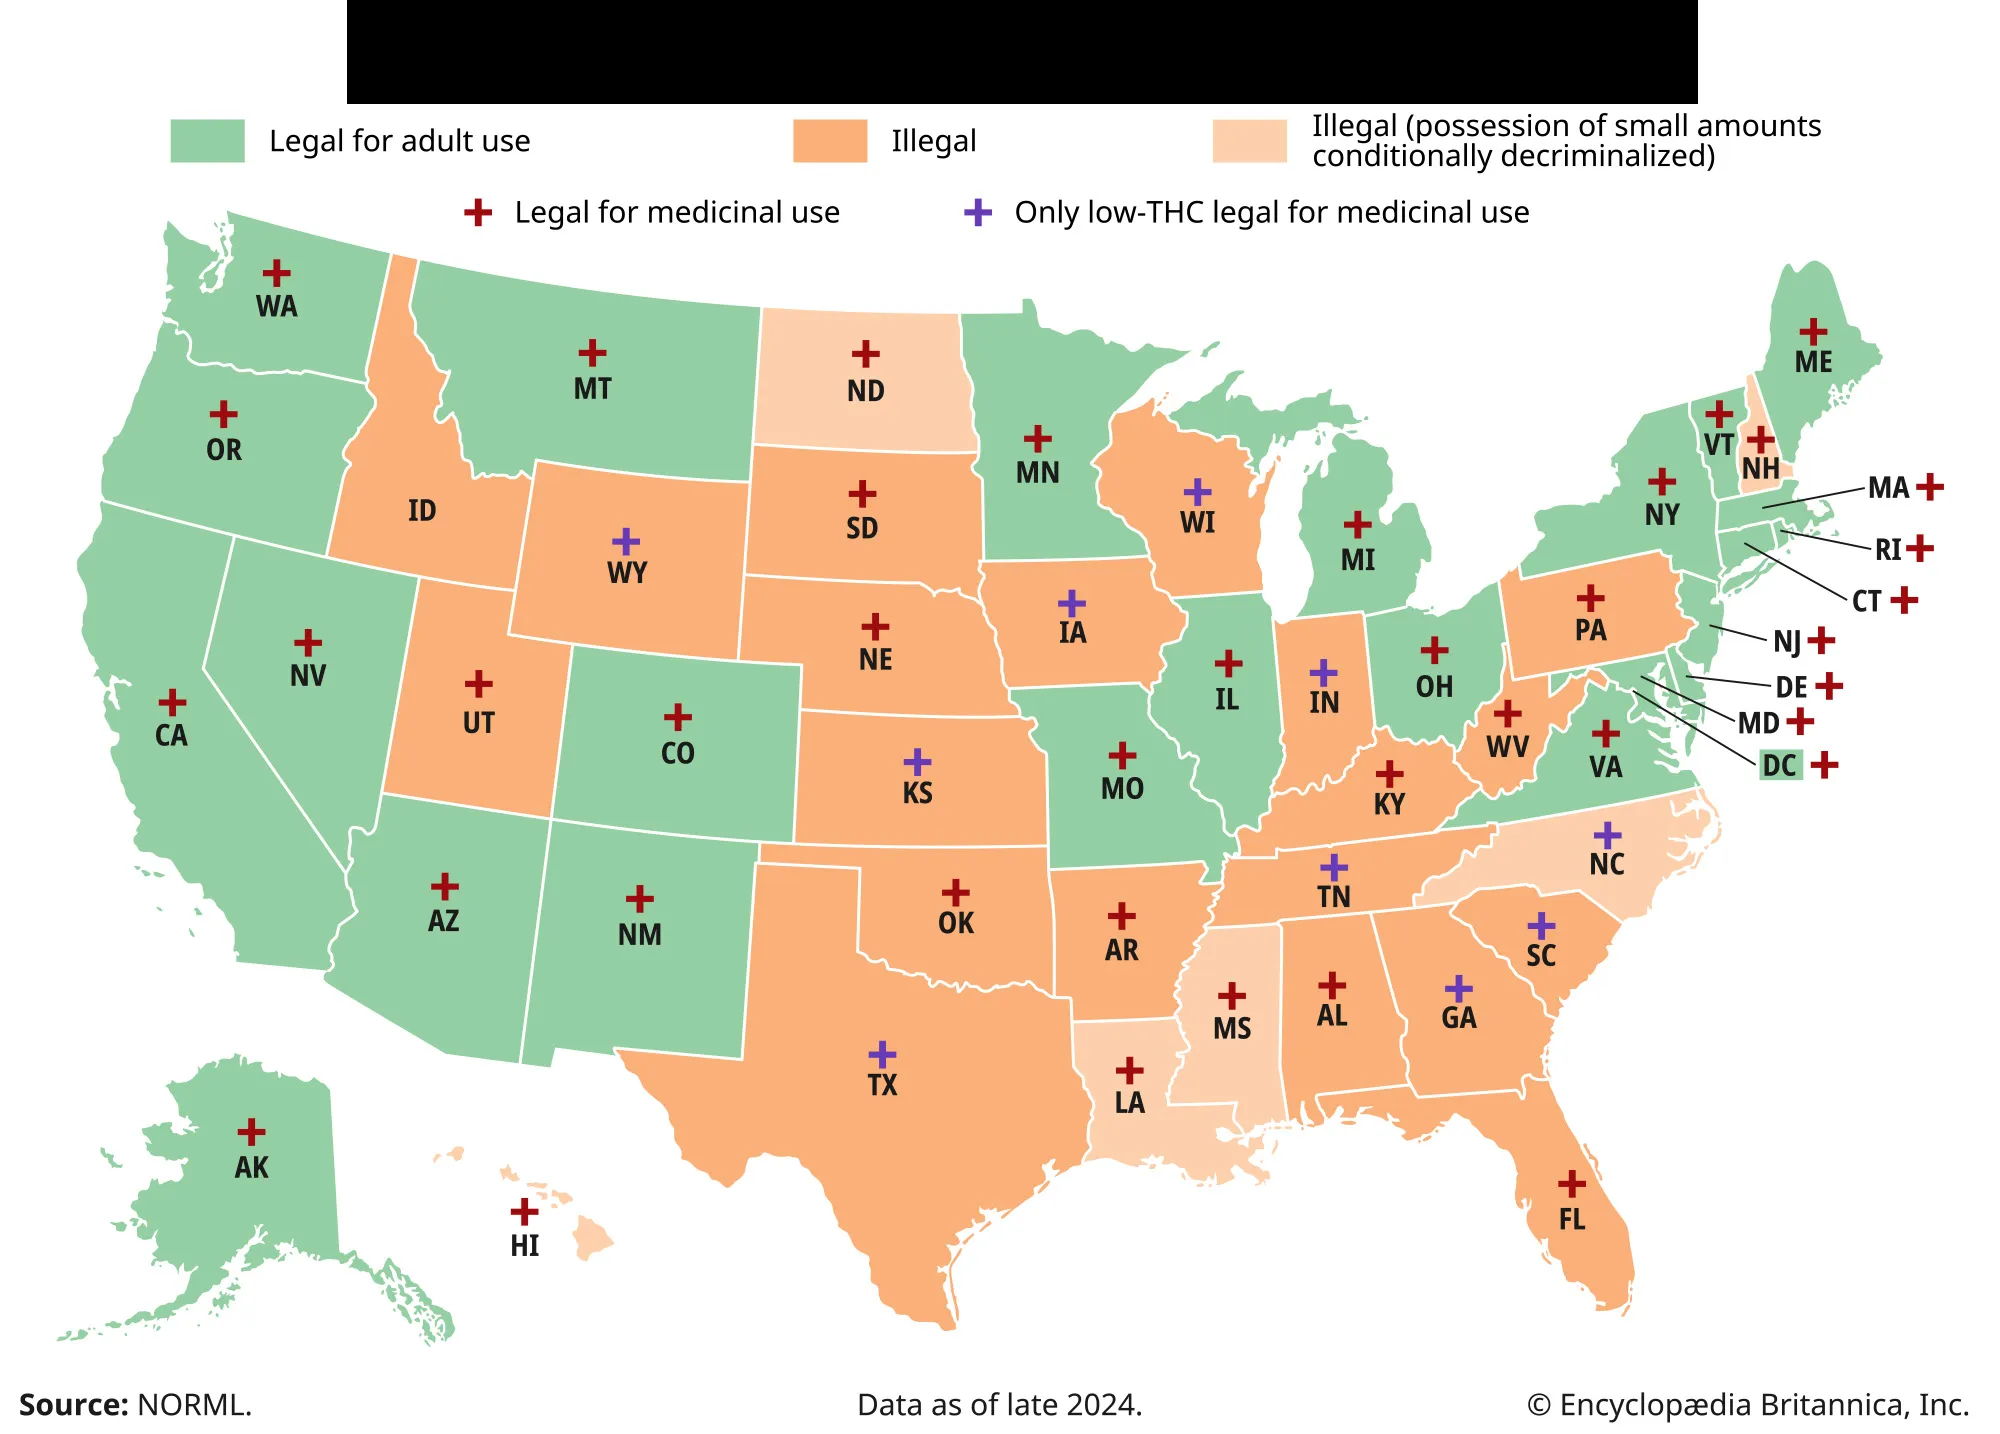 Legal for adult use
Illegal
Illegal (possession of small amounts
conditionally decriminalized)
Legal for medicinal use
Only low-THC legal for medicinal use
WA
ME
MT
ND
OR
VT
NH
MN
MA
ID
SD
WI
NY
MI
RI
WY
CT
IA
PA
NJ
NE
NV
IL
IN
OH
DE
UT
MD
CA
CO
WV
VA
DC
KS
MO
KY
NC
TN
AZ
NM
OK
AR
SC
MS
AL
GA
TX
LA
AK
FL
HI
Source: NORML.
Data as of late 2024.
© Encyclopædia Britannica, Inc.